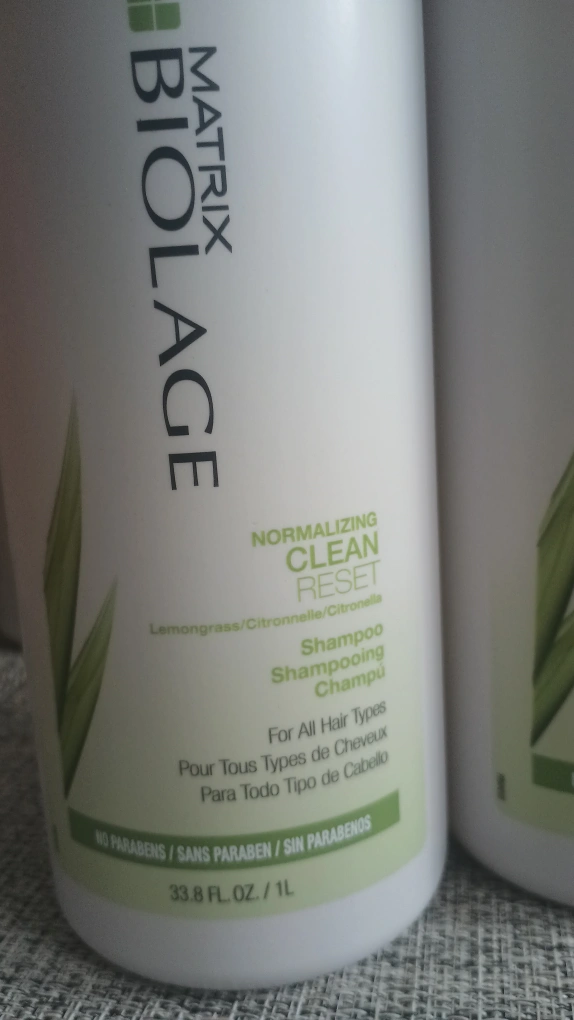 MATRIX
BIOLAGE
NORMALIZING
CLEAN
RESET
Lemongrass/Citronnelle/Citronella
Shampoo
Shampooing
Champú
For All Hair Types
Pour Tous Types de Cheveux
Para Todo Tipo de Cabello
NO PARABENS / SANS PARABEN / SIN PARABENOS
33.8 FL. OZ. / 1L